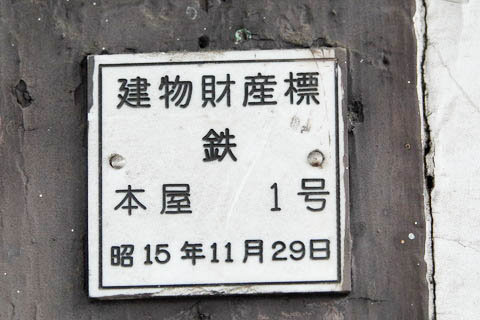 建物財産標
鉄
本屋 1号
昭15年11月29日